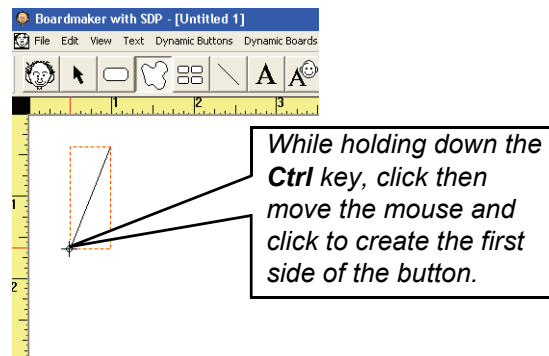 Boardmaker with SDP - [Untitled 1]
File Edit View Text Dynamic Buttons Dynamic Boards
A A
1 2 3
While holding down the
Ctrl key, click then
move the mouse and
click to create the first
side of the button.
1
2